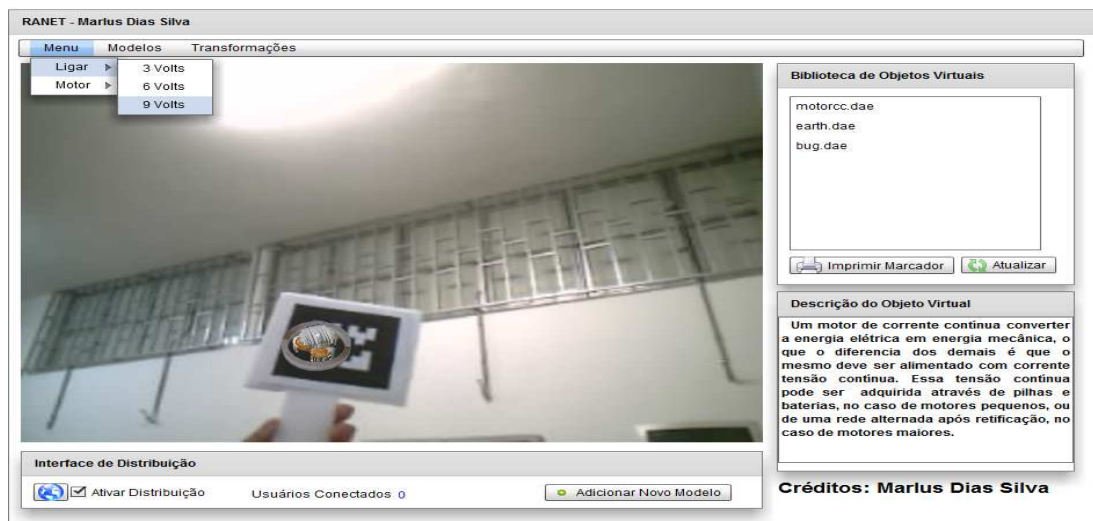 RANET - Marlus Dias Silva
Menu Modelos Transformações
Ligar
Motor
3 Volts
6 Volts
9 Volts
Biblioteca de Objetos Virtuais
motorcc.dae
earth.dae
bug.dae
Imprimir Marcador Atualizar
Descrição do Objeto Virtual
Um motor de corrente contínua converter
a energia elétrica em energia mecânica, o
que o diferencia dos demais é que o
mesmo deve ser alimentado com corrente
tensão contínua. Essa tensão contínua
pode ser adquirida através de pilhas e
baterias, no caso de motores pequenos, ou
de uma rede alternada após retificação, no
caso de motores maiores.
Interface de Distribuição
Ativar Distribuição Usuários Conectados 0 Adicionar Novo Modelo
Créditos: Marlus Dias Silva